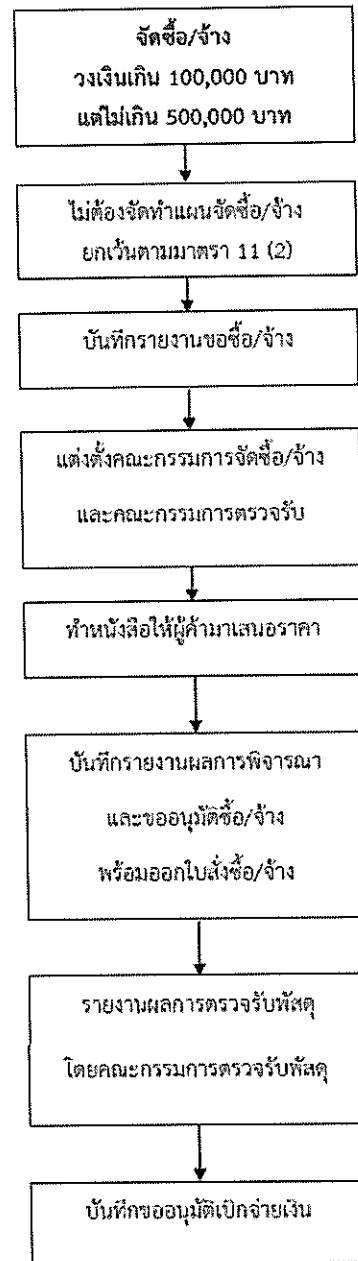 จัดซื้อ/จ้าง
วงเงินเกิน 100,000 บาท
แต่ไม่เกิน 500,000 บาท
ไม่ต้องจัดทำแผนจัดซื้อ/จ้าง
ยกเว้นตามมาตรา 11 (2)
บันทึกรายงานขอซื้อ/จ้าง
แต่งตั้งคณะกรรมการจัดซื้อ/จ้าง
และคณะกรรมการตรวจรับ
ทำหนังสือให้ผู้ค้ามาเสนอราคา
บันทึกรายงานผลการพิจารณา
และขออนุมัติซื้อ/จ้าง
พร้อมออกใบสั่งซื้อ/จ้าง
รายงานผลการตรวจรับพัสดุ
โดยคณะกรรมการตรวจรับพัสดุ
บันทึกขออนุมัติเบิกจ่ายเงิน